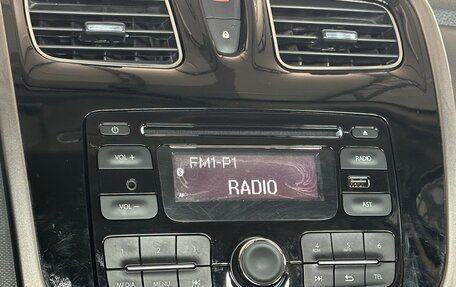 FM1-P1
RADIO
VOL +
RADIO
VOL –
AST
1 2 3
4 5 6
MEDIA MENU
TEL